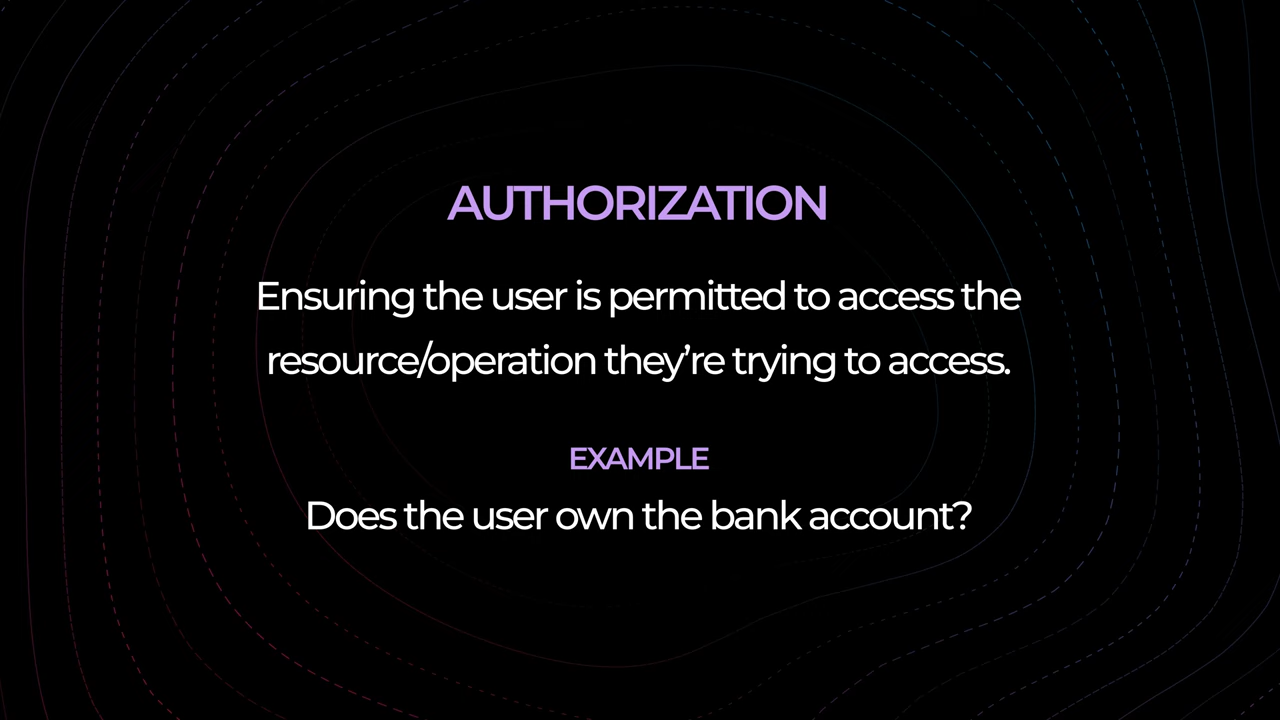 AUTHORIZATION
Ensuring the user is permitted to access the
resource/operation they’re trying to access.
EXAMPLE
Does the user own the bank account?